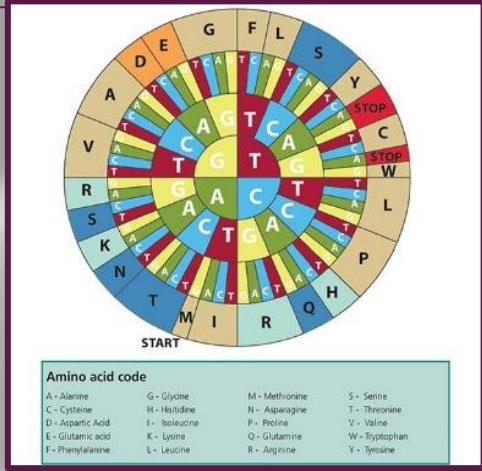 F
L
S
Y
STOP
C
STOP
W
L
P
H
Q
R
I
M
START
T
N
K
S
R
V
A
D
E
G
T C A G
T C A G
T C A G
T C A G
G T
A C
Amino acid code
A - Alanine
C - Cysteine
D - Aspartic Acid
E - Glutamic acid
F - Phenylalanine
G - Glycine
H - Hisitidine
I - Isoleucine
K - Lysine
L - Leucine
M - Methionine
N - Asparagine
P - Proline
Q - Glutamine
R - Arginine
S - Serine
T - Threonine
V - Valine
W - Tryptophan
Y - Tyrosine